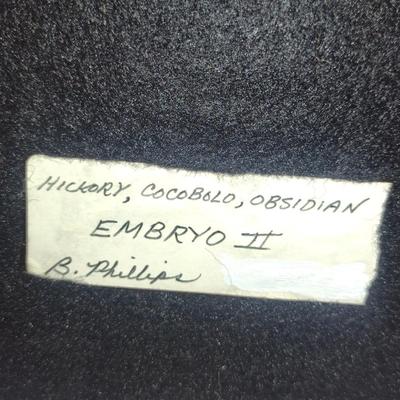 HICKORY, COCOBOLO, OBSIDIAN
EMBRYO II
B. Phillips